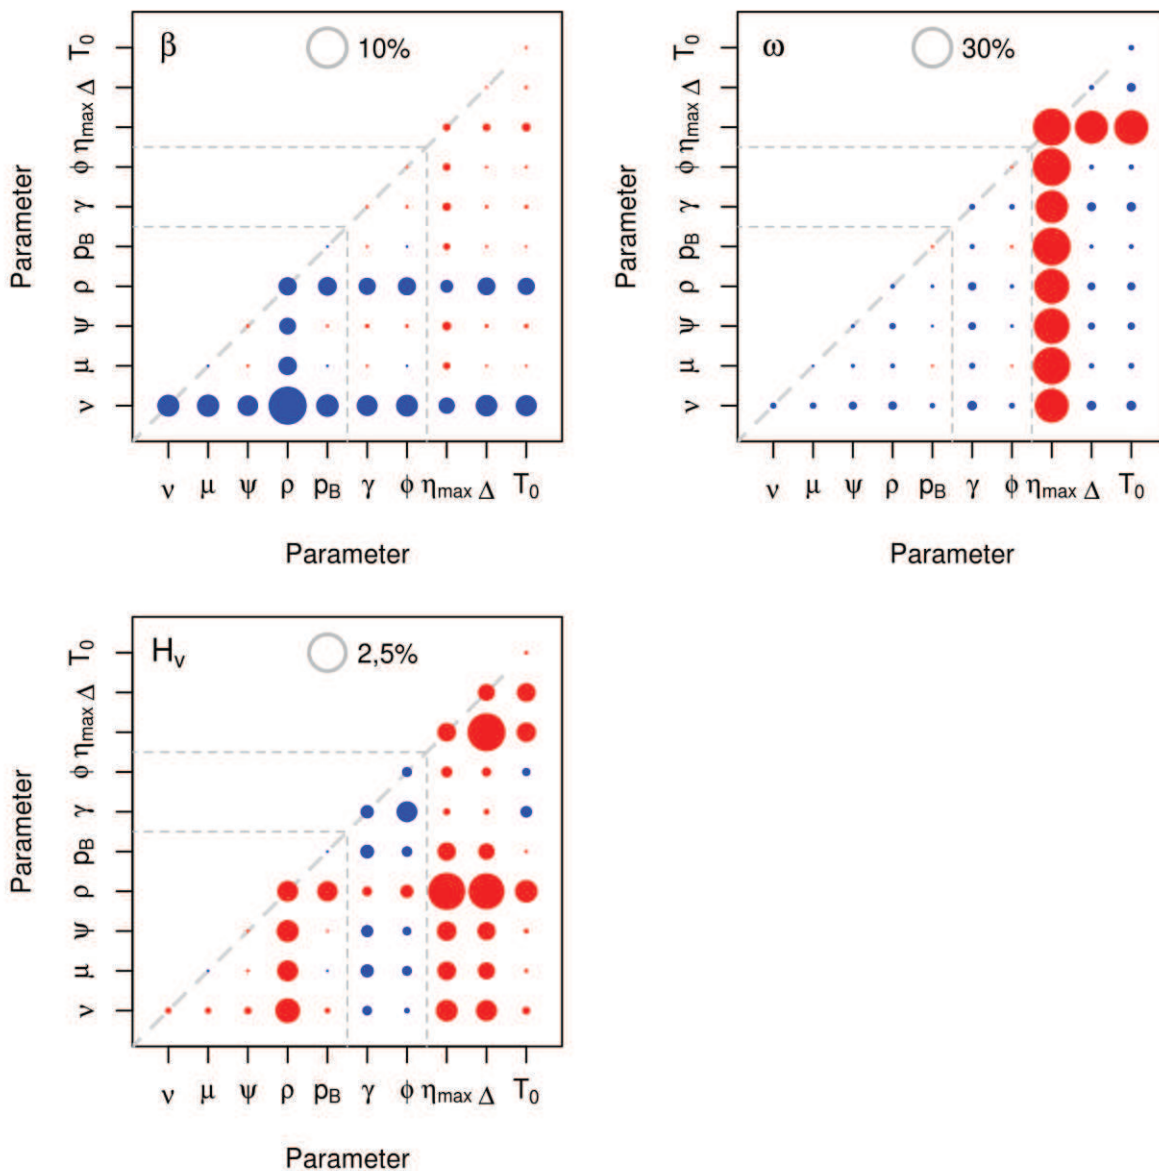 β 10%
T₀
Δ
ηmax
ϕ
γ
pB
ρ
ψ
μ
ν
Parameter
ν μ ψ ρ pB γ ϕ ηmax Δ T₀
Parameter
ω 30%
T₀
Δ
ηmax
ϕ
γ
pB
ρ
ψ
μ
ν
Parameter
ν μ ψ ρ pB γ ϕ ηmax Δ T₀
Parameter
Hv 2,5%
T₀
Δ
ηmax
ϕ
γ
pB
ρ
ψ
μ
ν
Parameter
ν μ ψ ρ pB γ ϕ ηmax Δ T₀
Parameter